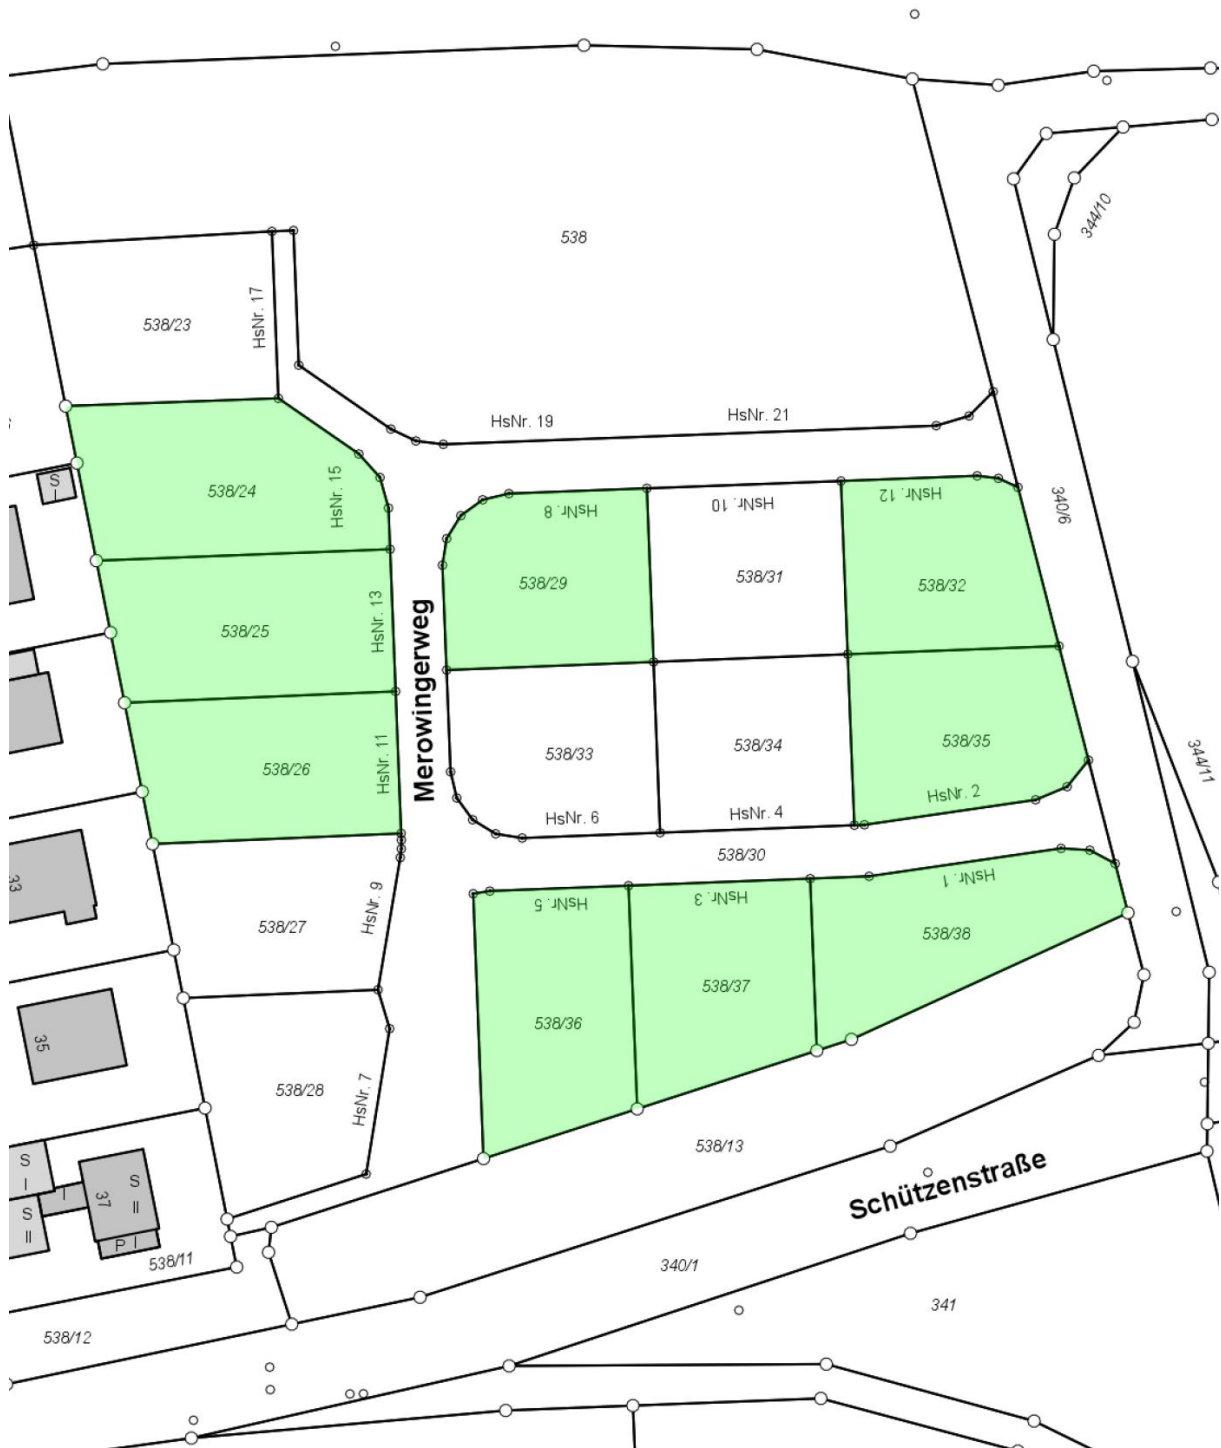 538
344/10
HsNr. 17
538/23
HsNr. 19
HsNr. 21
538/24
HsNr. 15
HsNr. 8
HsNr. 10
HsNr. 12
340/6
S
I
538/29
538/31
538/32
538/25
HsNr. 13
Merowingerweg
538/26
HsNr. 11
538/33
538/34
538/35
344/11
HsNr. 6
HsNr. 4
HsNr. 2
538/30
33
HsNr. 5
HsNr. 3
HsNr. 1
538/27
HsNr. 9
538/38
538/37
538/36
35
538/28
HsNr. 7
538/13
S
I
S
II
I
37
S
II
P I
Schützenstraße
538/11
340/1
341
538/12